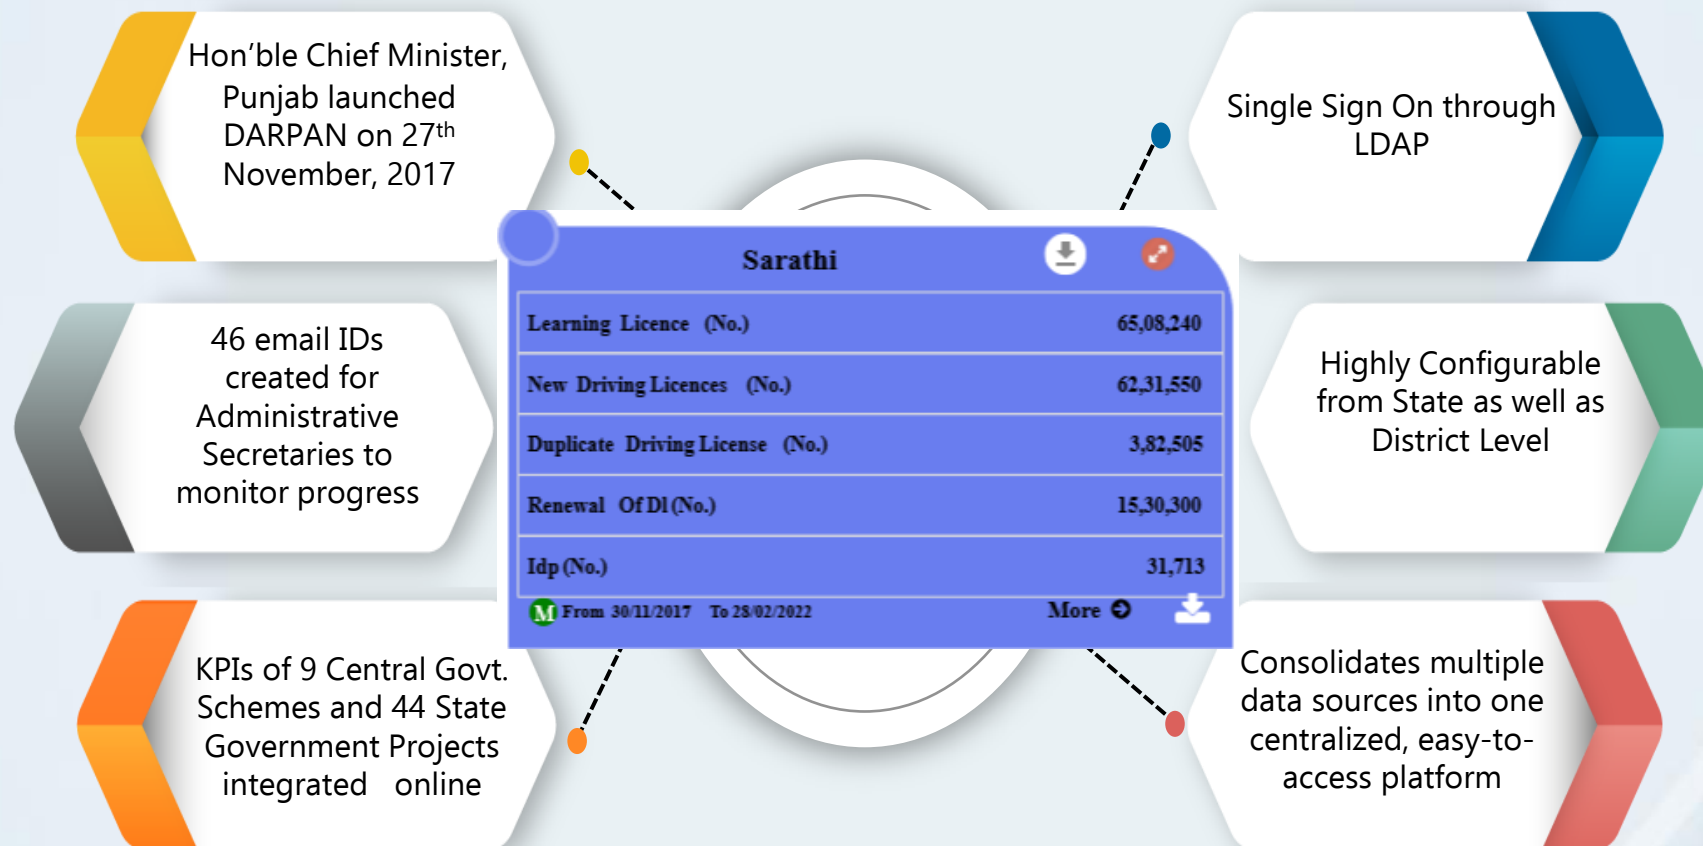 Hon’ble Chief Minister,
Punjab launched
DARPAN on 27th
November, 2017
Single Sign On through
LDAP
46 email IDs
created for
Administrative
Secretaries to
monitor progress
Sarathi
Learning Licence (No.) 65,08,240
New Driving Licences (No.) 62,31,550
Duplicate Driving License (No.) 3,82,505
Renewal Of Dl (No.) 15,30,300
Idp (No.) 31,713
M From 30/11/2017 To 28/02/2022 More
Highly Configurable
from State as well as
District Level
KPIs of 9 Central Govt.
Schemes and 44 State
Government Projects
integrated online
Consolidates multiple
data sources into one
centralized, easy-to-
access platform